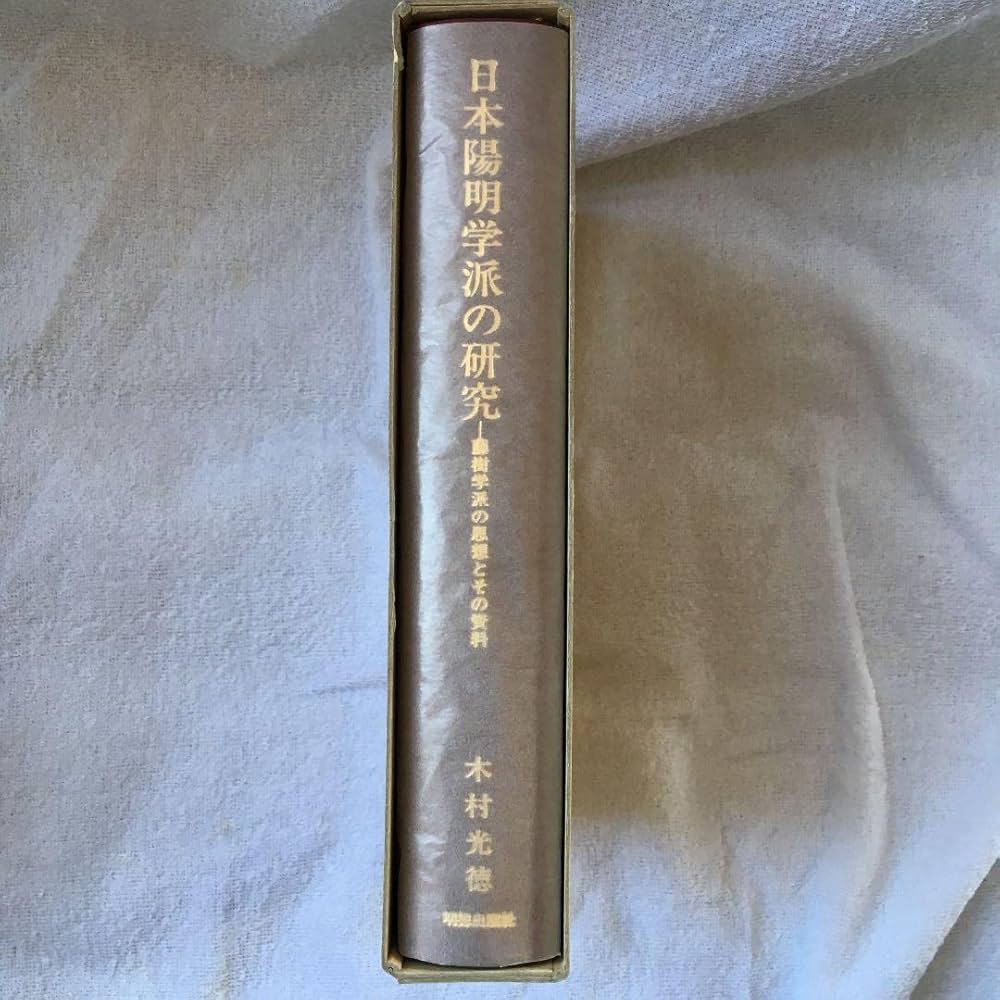 日本陽明学派の研究
―藤樹学派の思想とその資料
木村光徳
明徳出版社